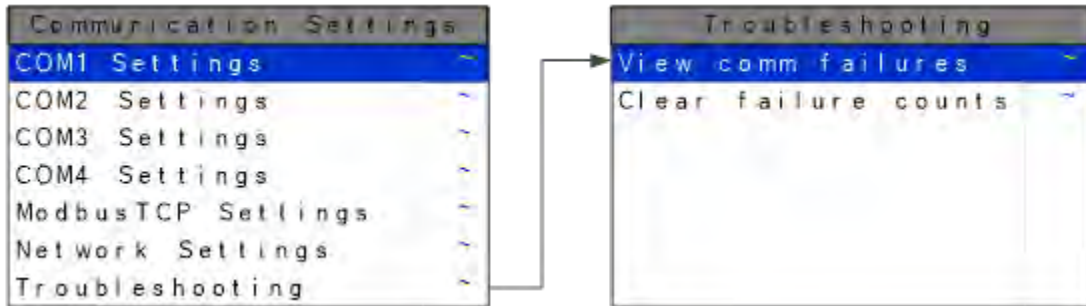 Communication Settings
COM1 Settings ~
COM2 Settings ~
COM3 Settings ~
COM4 Settings ~
ModbusTCP Settings ~
Network Settings ~
Troubleshooting ~
Troubleshooting
View comm failures ~
Clear failure counts ~